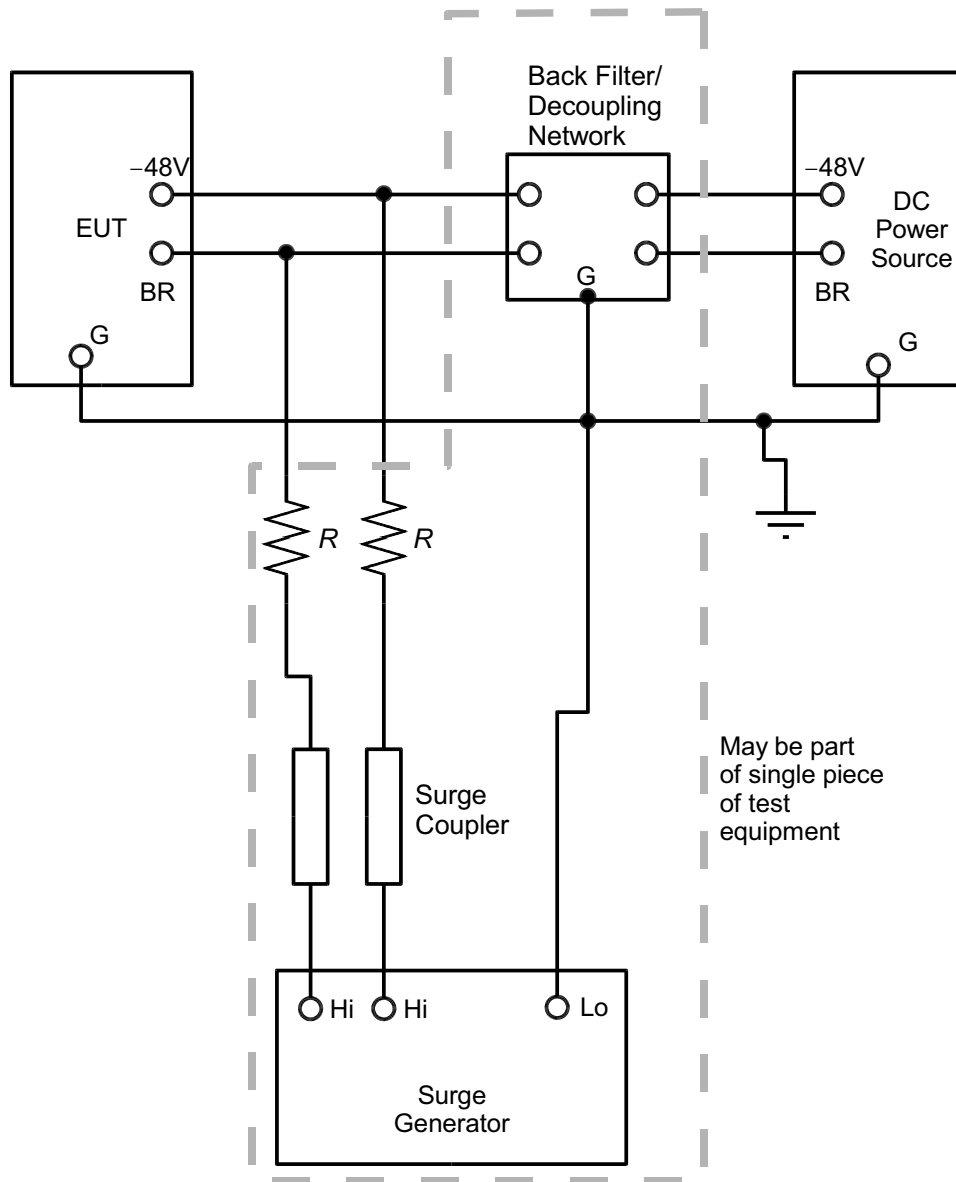 Back Filter/
Decoupling
Network
−48V
EUT
BR
G
G
−48V
DC
Power
Source
BR
G
R
R
Surge
Coupler
May be part
of single piece
of test
equipment
Hi
Hi
Lo
Surge
Generator